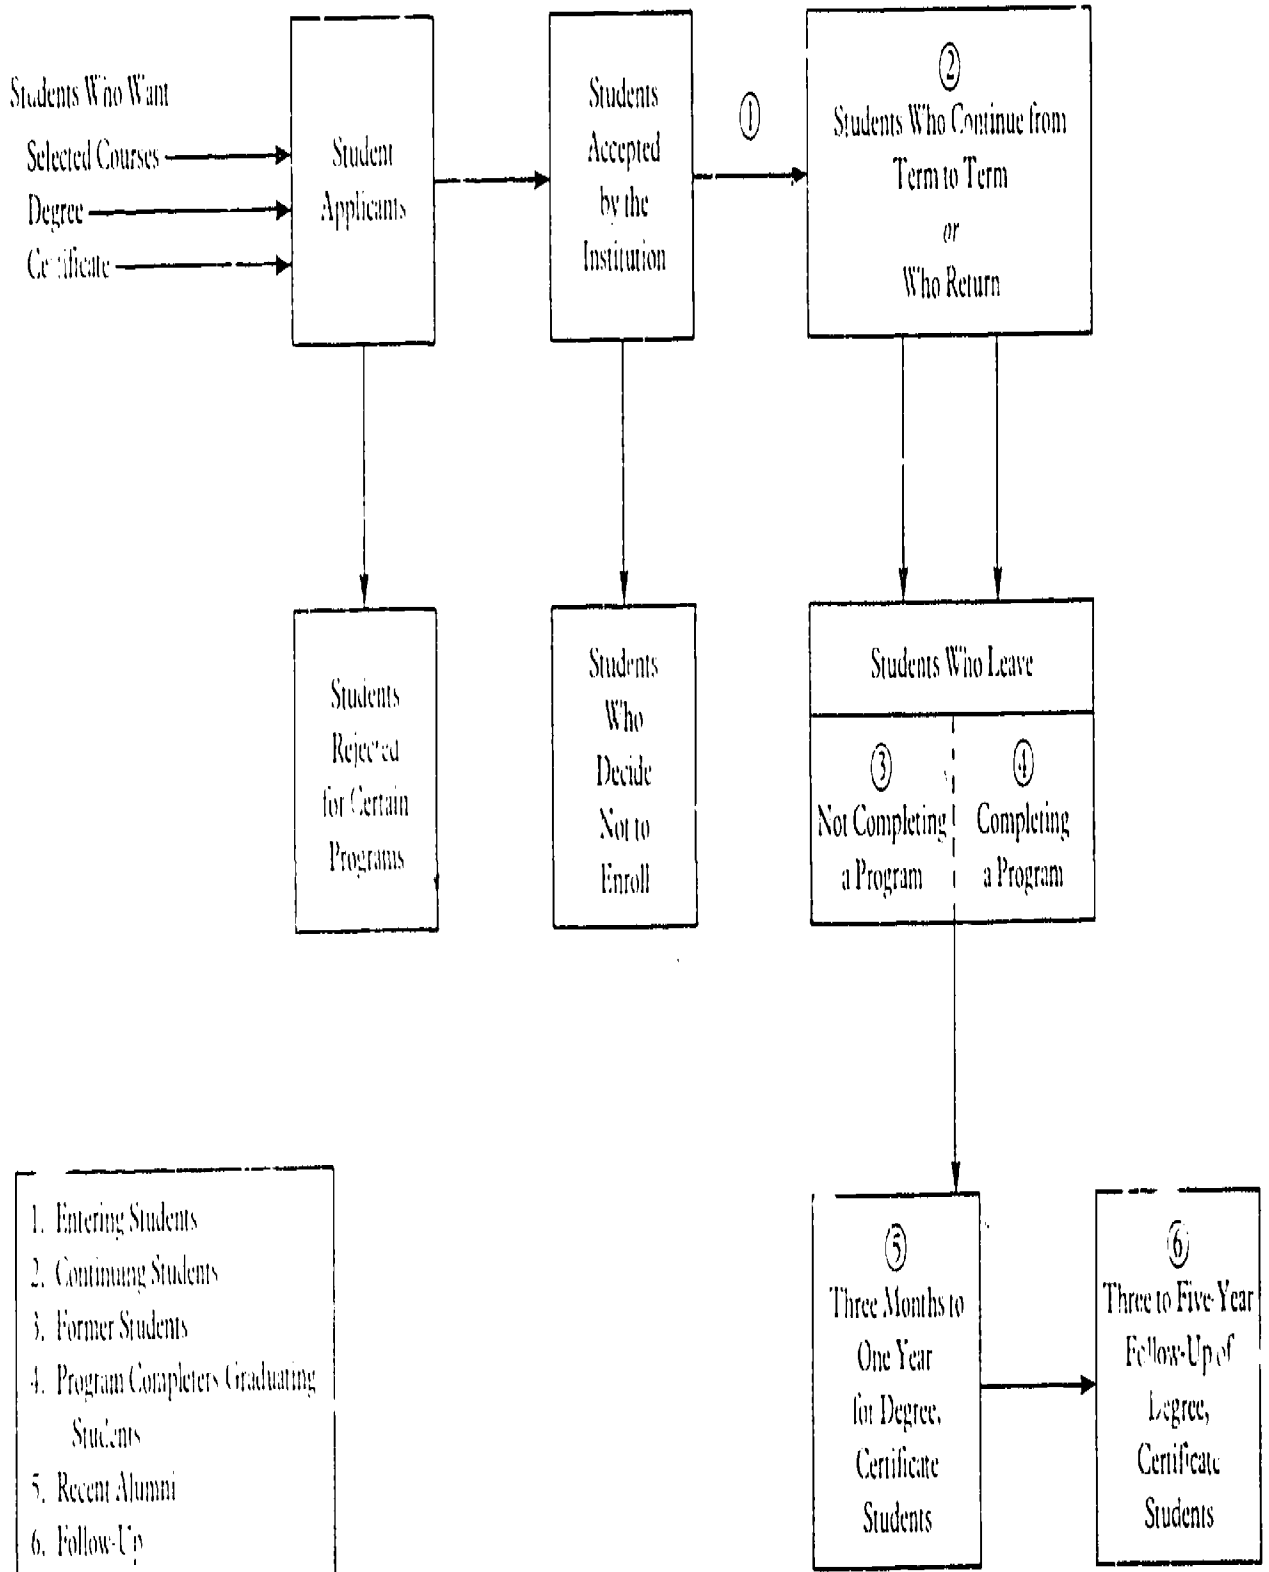 Students Who Want
Selected Courses
Degree
Certificate
Student
Applicants
Students
Accepted
by the
Institution
1
2
Students Who Continue from
Term to Term
or
Who Return
Students
Rejected
for Certain
Programs
Students
Who
Decide
Not to
Enroll
Students Who Leave
3
Not Completing
a Program
4
Completing
a Program
1. Entering Students
2. Continuing Students
3. Former Students
4. Program Completers Graduating
Students
5. Recent Alumni
6. Follow-Up
5
Three Months to
One Year
for Degree,
Certificate
Students
6
Three to Five-Year
Follow-Up of
Degree,
Certificate
Students